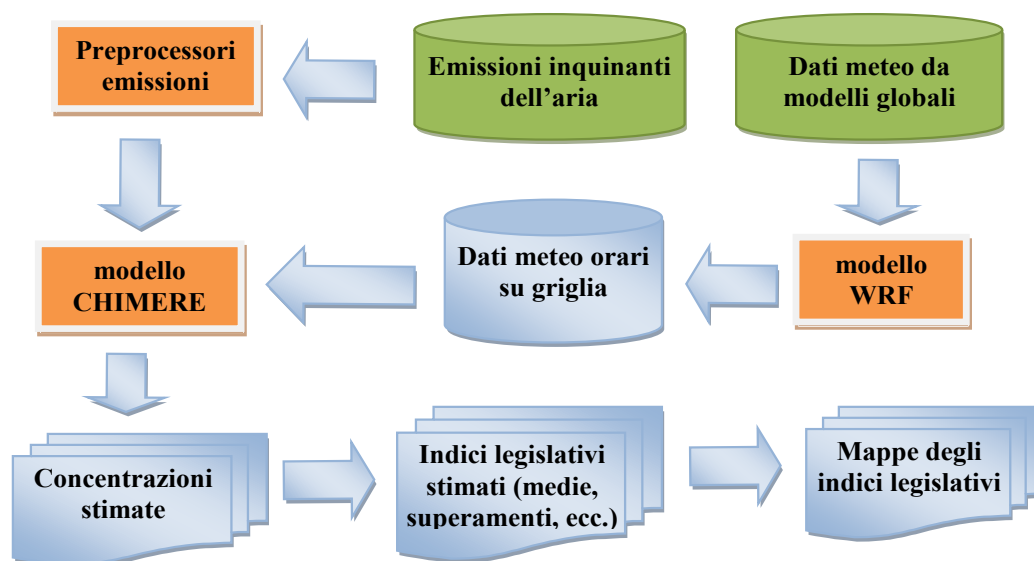 Preprocessori
emissioni
Emissioni inquinanti
dell’aria
Dati meteo da
modelli globali
modello
CHIMERE
Dati meteo orari
su griglia
modello
WRF
Concentrazioni
stimate
Indici legislativi
stimati (medie,
superamenti, ecc.)
Mappe degli
indici legislativi